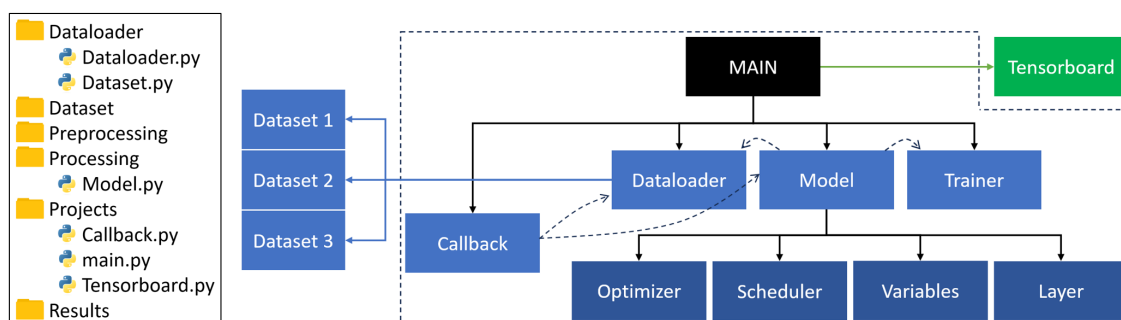 Dataloader
Dataloader.py
Dataset.py
Dataset
Preprocessing
Processing
Model.py
Projects
Callback.py
main.py
Tensorboard.py
Results
Dataset 1
Dataset 2
Dataset 3
MAIN
Tensorboard
Dataloader
Model
Trainer
Callback
Optimizer
Scheduler
Variables
Layer